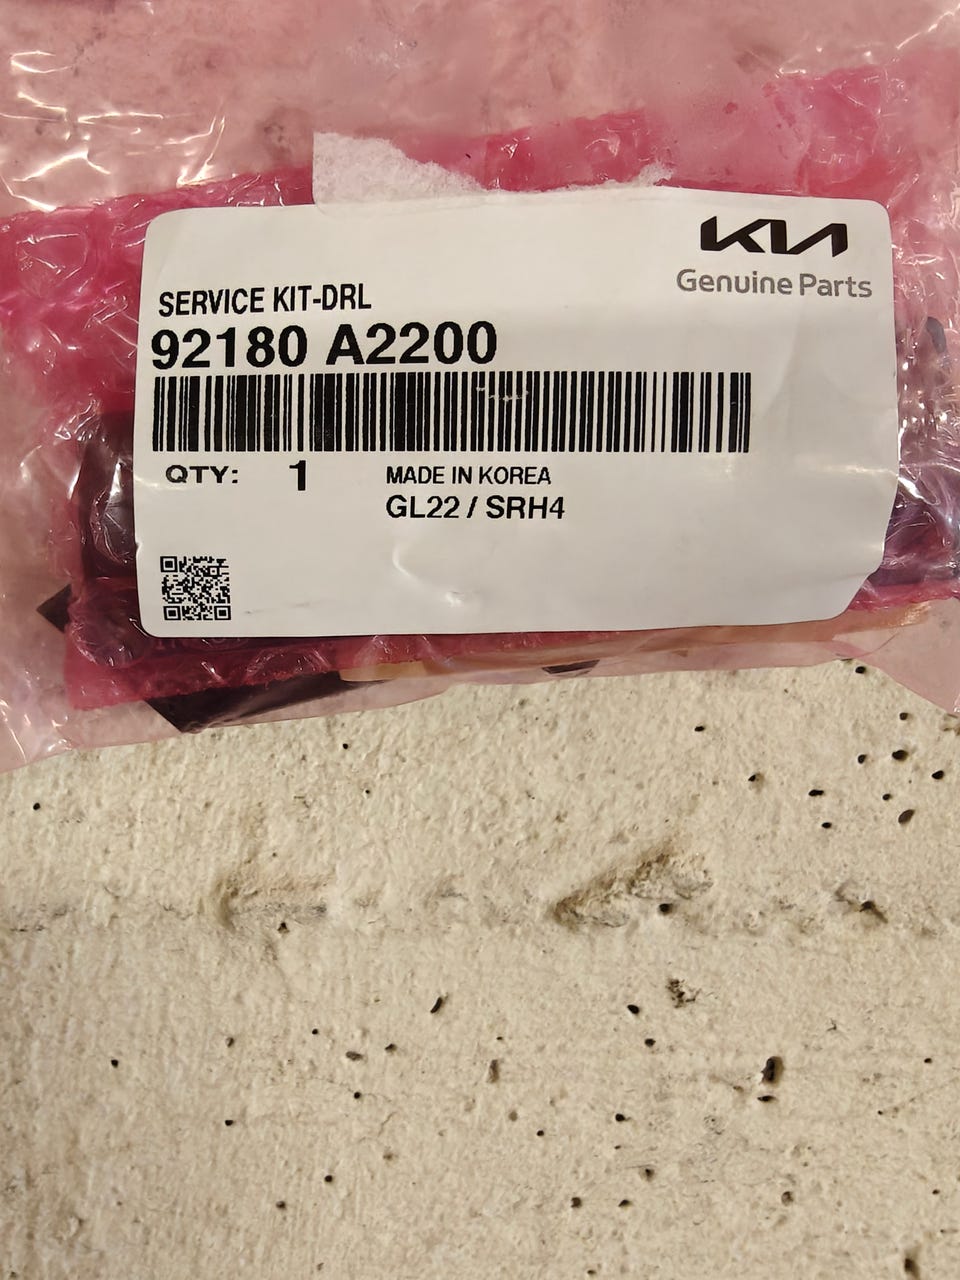 KIA
Genuine Parts
SERVICE KIT-DRL
92180 A2200
QTY: 1
MADE IN KOREA
GL22 / SRH4